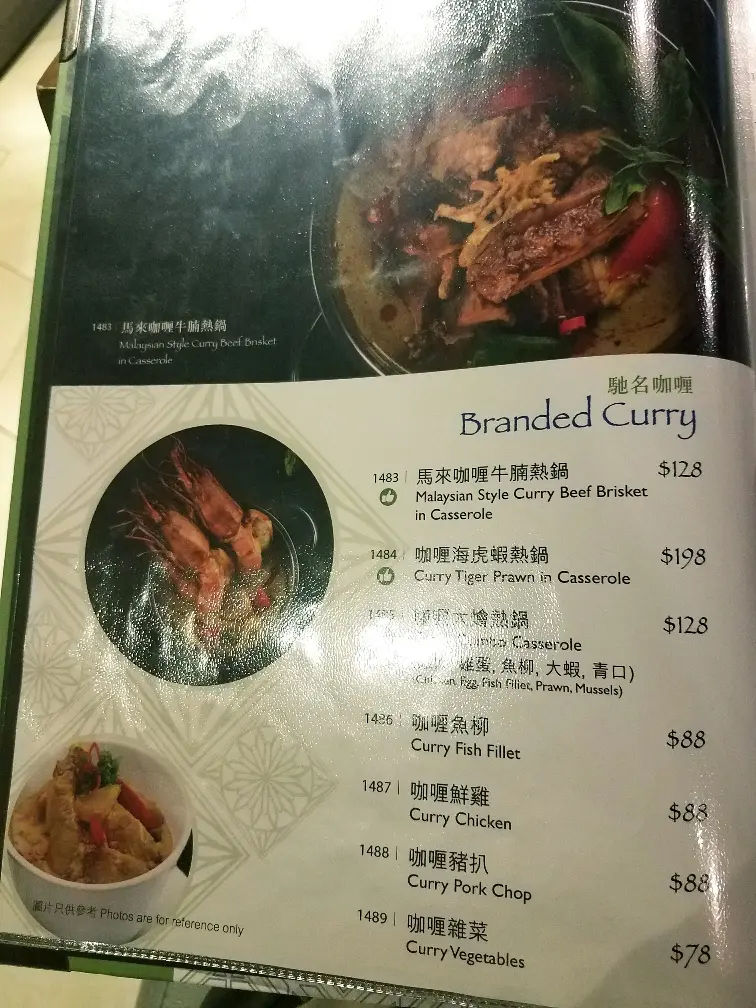 1483 馬來咖喱牛腩熱鍋
Malaysian Style Curry Beef Brisket
in Casserole
馳名咖喱
Branded Curry
1483 | 馬來咖喱牛腩熱鍋 $128
Malaysian Style Curry Beef Brisket
in Casserole
1484 | 咖喱海虎蝦熱鍋 $198
Curry Tiger Prawn in Casserole
大燴熱鍋 $128
Casserole
雞蛋, 魚柳, 大蝦, 青口)
(Chicken, Egg, Fish Fillet, Prawn, Mussels)
1486 | 咖喱魚柳 $88
Curry Fish Fillet
1487 | 咖喱鮮雞 $88
Curry Chicken
1488 | 咖喱豬扒 $88
Curry Pork Chop
1489 | 咖喱雜菜 $78
Curry Vegetables
圖片只供參考 Photos are for reference only